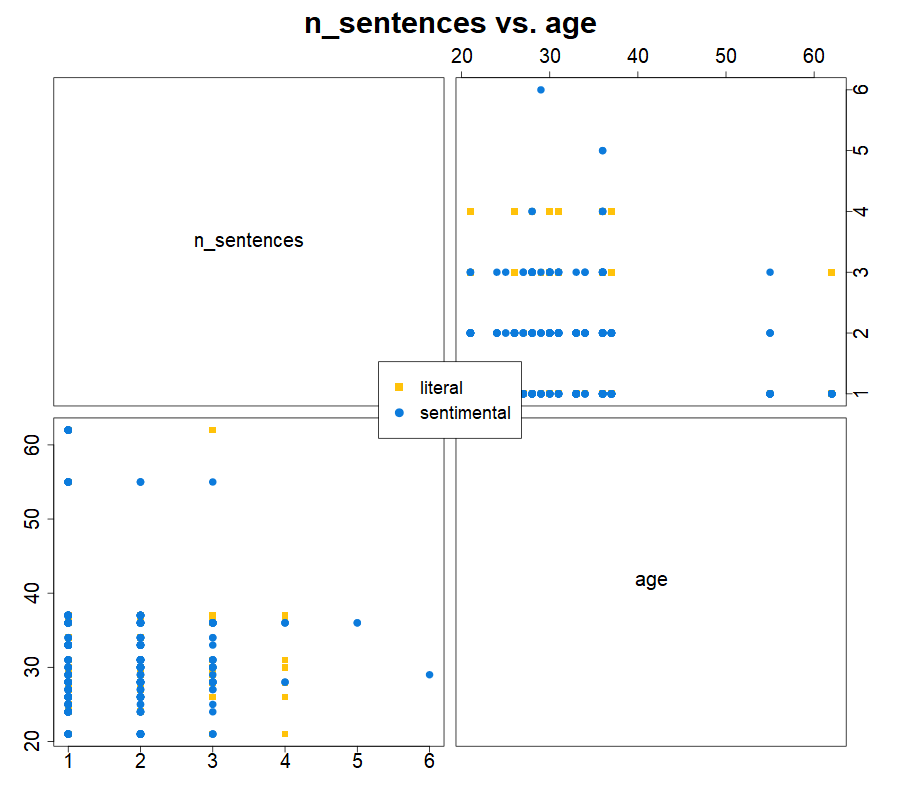 n_sentences vs. age
20 30 40 50 60
n_sentences
6
5
4
3
2
1
literal
sentimental
60
50
40
30
20
age
1 2 3 4 5 6